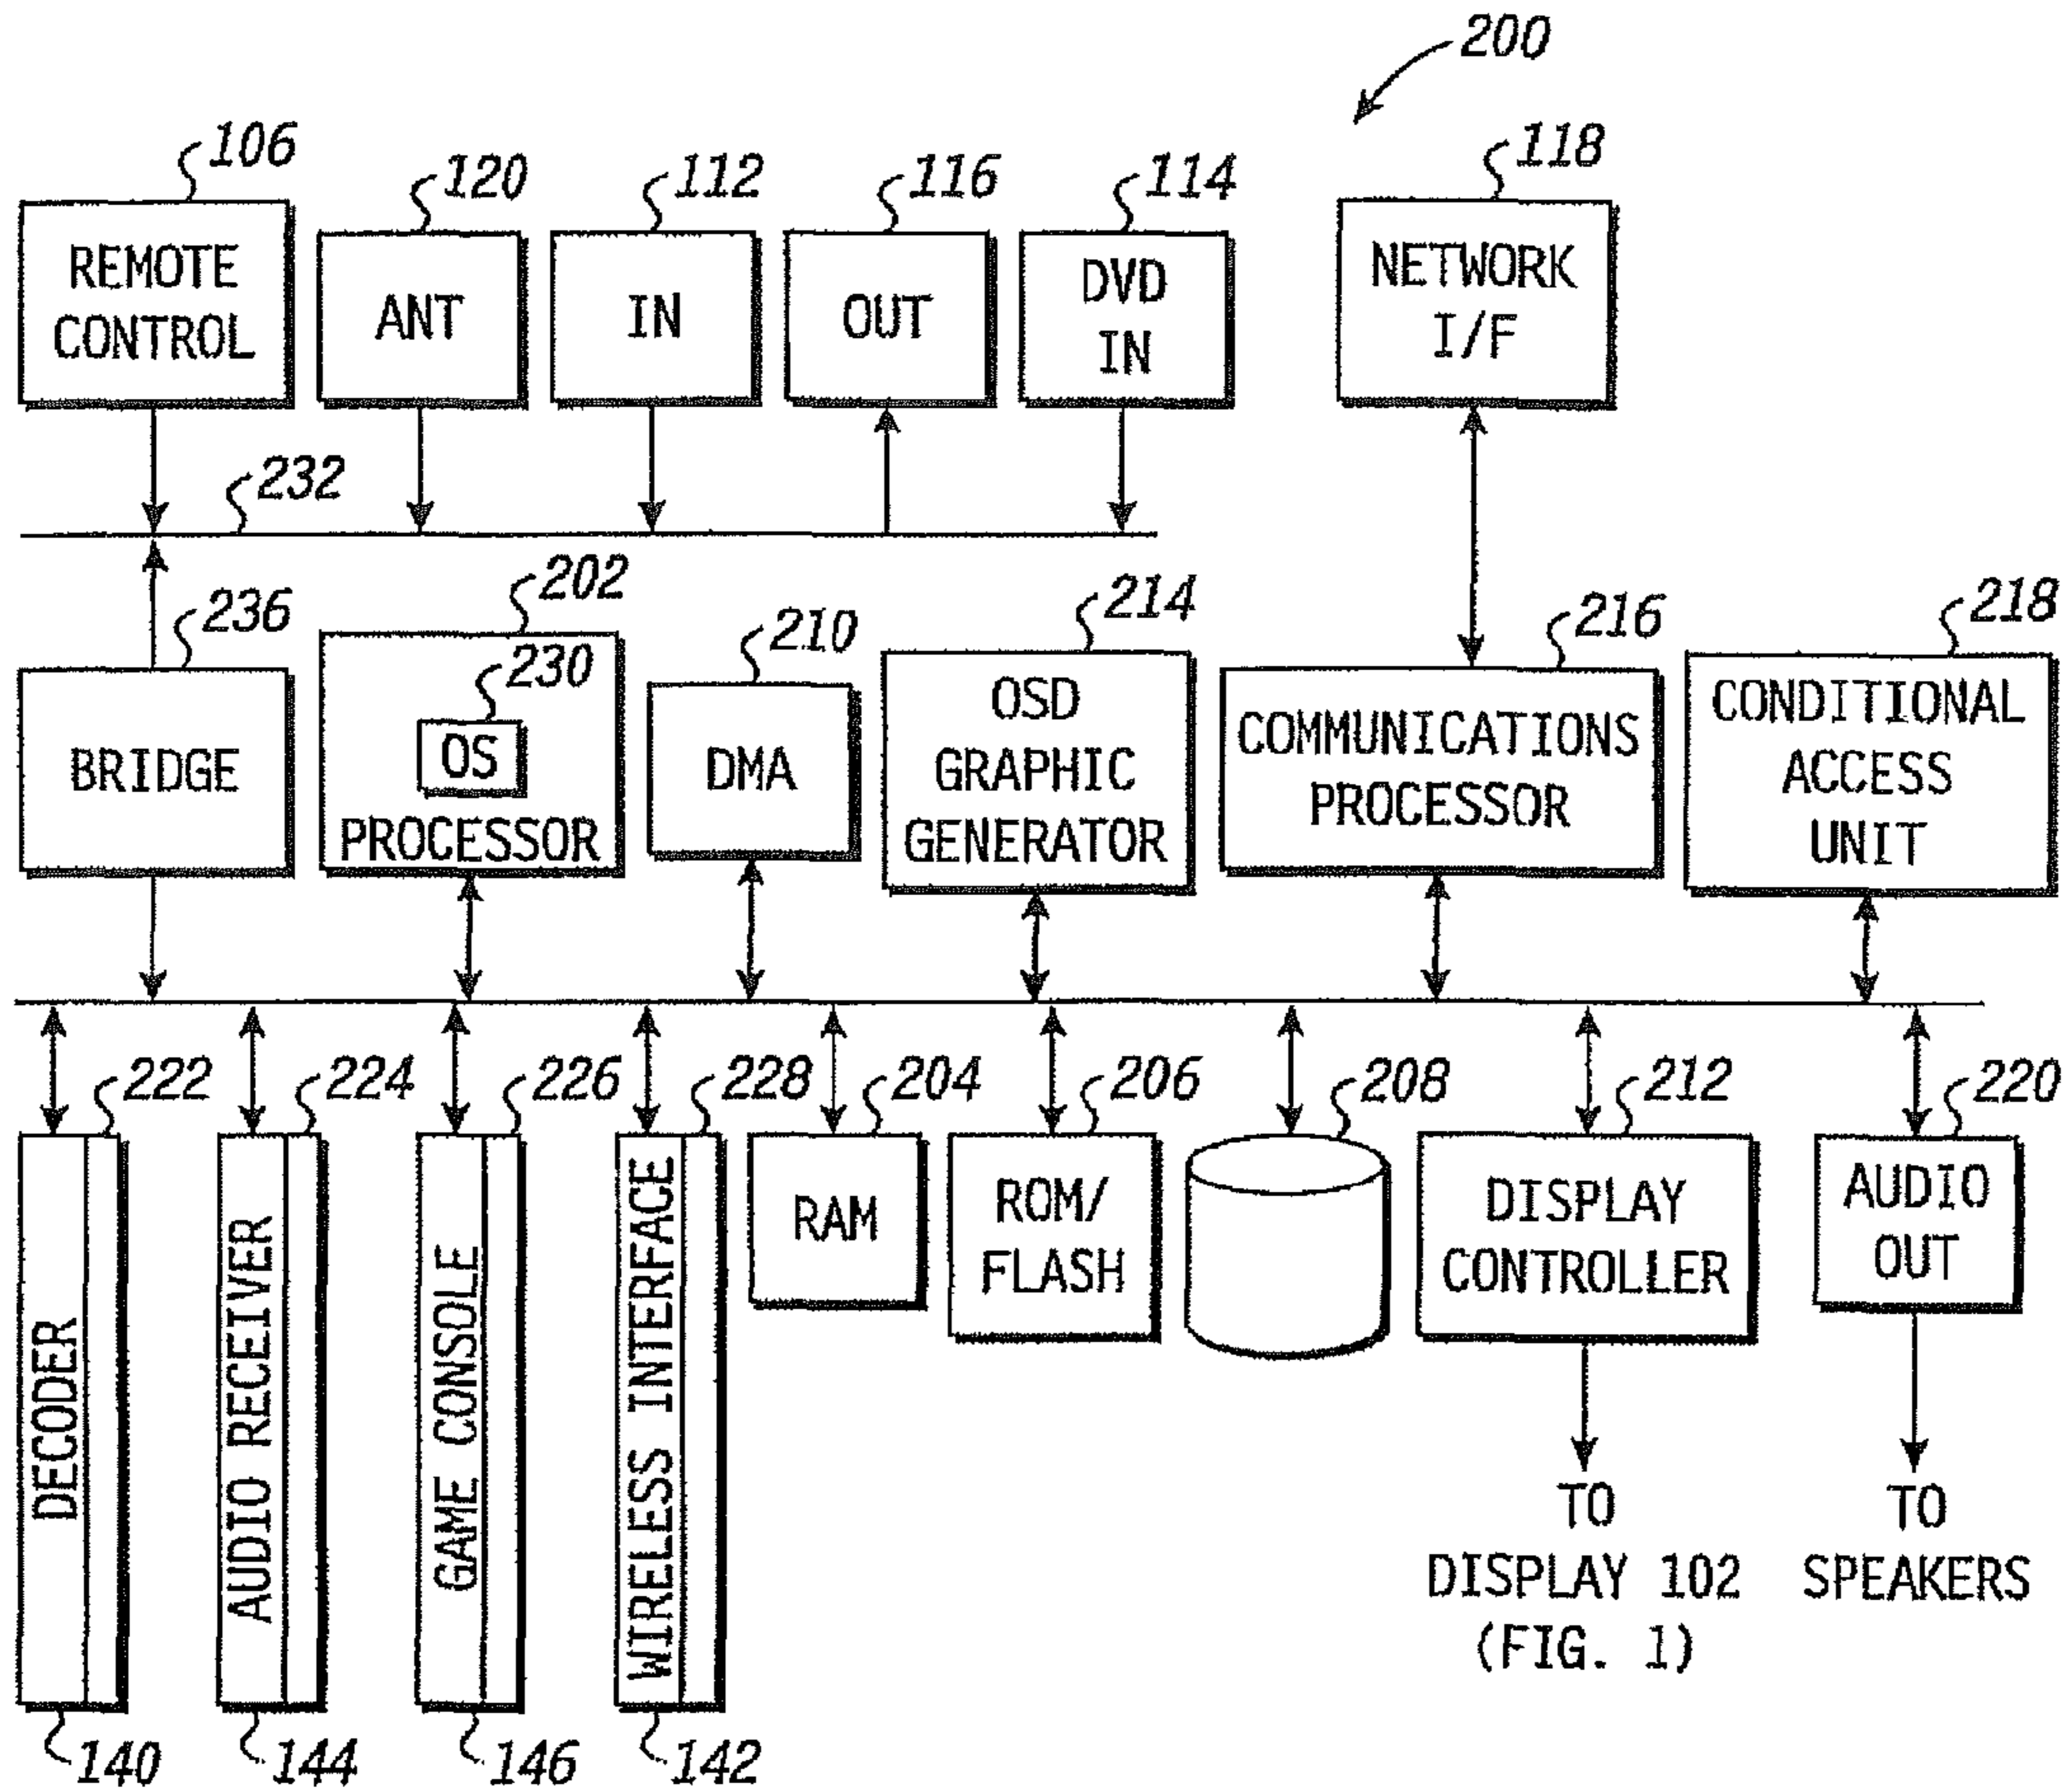 200
106
120
112
116
114
118
REMOTE
CONTROL
ANT
IN
OUT
DVD
IN
NETWORK
I/F
232
236
202
230
210
214
216
218
BRIDGE
OS
PROCESSOR
DMA
OSD
GRAPHIC
GENERATOR
COMMUNICATIONS
PROCESSOR
CONDITIONAL
ACCESS
UNIT
222
224
226
228
204
206
208
212
220
DECODER
AUDIO RECEIVER
GAME CONSOLE
WIRELESS INTERFACE
RAM
ROM/
FLASH
DISPLAY
CONTROLLER
AUDIO
OUT
TO
DISPLAY 102
(FIG. 1)
TO
SPEAKERS
140
144
146
142